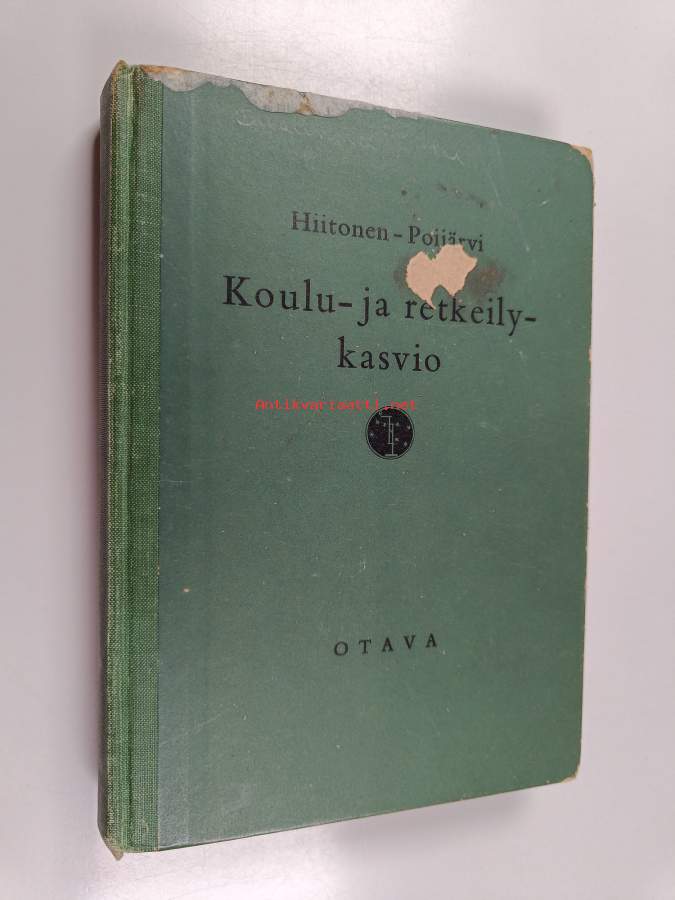 Hiitonen - Poijärvi
Koulu- ja retkeily-
kasvio
Antikvariaatti.net
OTAVA